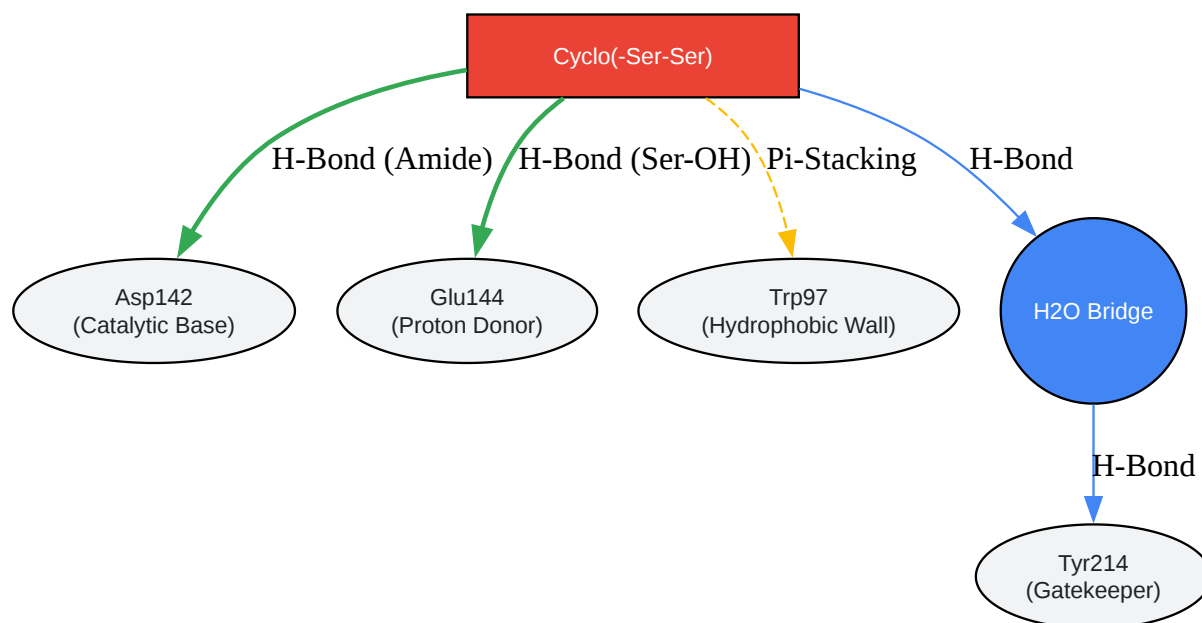 Cyclo(-Ser-Ser)
H-Bond (Amide)
H-Bond (Ser-OH)
Pi-Stacking
H-Bond
Asp142
(Catalytic Base)
Glu144
(Proton Donor)
Trp97
(Hydrophobic Wall)
H2O Bridge
H-Bond
Tyr214
(Gatekeeper)